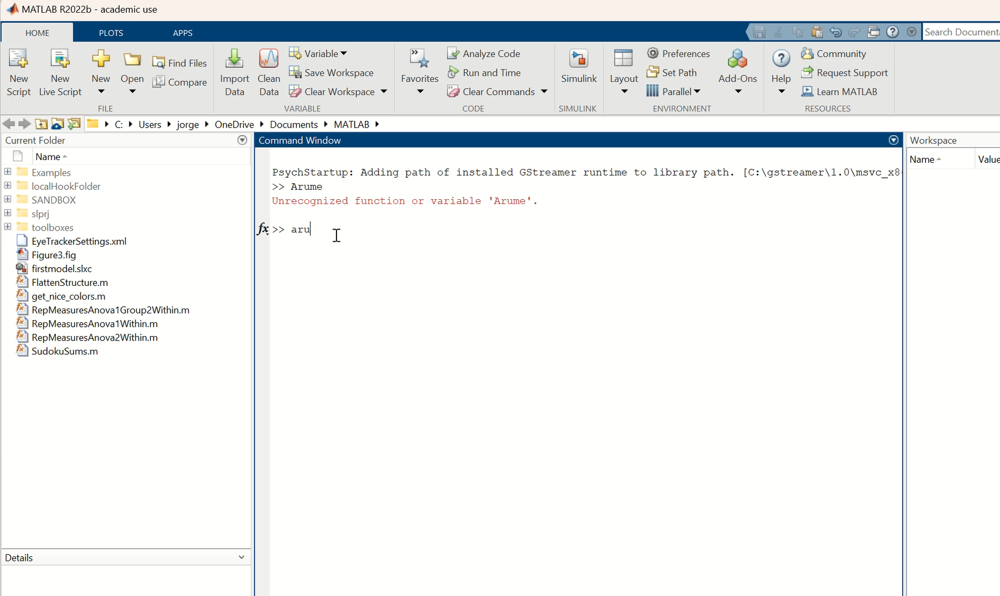 MATLAB R2022b - academic use
HOME PLOTS APPS
Search Documenta
New Script
New Live Script
New
Open
Find Files
Compare
FILE
Import Data
Clean Data
Variable
Save Workspace
Clear Workspace
VARIABLE
Favorites
Analyze Code
Run and Time
Clear Commands
CODE
Simulink
SIMULINK
Layout
Preferences
Set Path
Parallel
Add-Ons
ENVIRONMENT
Help
Community
Request Support
Learn MATLAB
RESOURCES
C: Users jorge OneDrive Documents MATLAB
Current Folder
Name
Examples
localHookFolder
SANDBOX
slprj
toolboxes
EyeTrackerSettings.xml
Figure3.fig
firstmodel.slxc
FlattenStructure.m
get_nice_colors.m
RepMeasuresAnova1Group2Within.m
RepMeasuresAnova1Within.m
RepMeasuresAnova2Within.m
SudokuSums.m
Details
Command Window
PsychStartup: Adding path of installed GStreamer runtime to library path. [C:\gstreamer\1.0\msvc_x8
>> Arume
Unrecognized function or variable 'Arume'.
fx >> aru
Workspace
Name Value